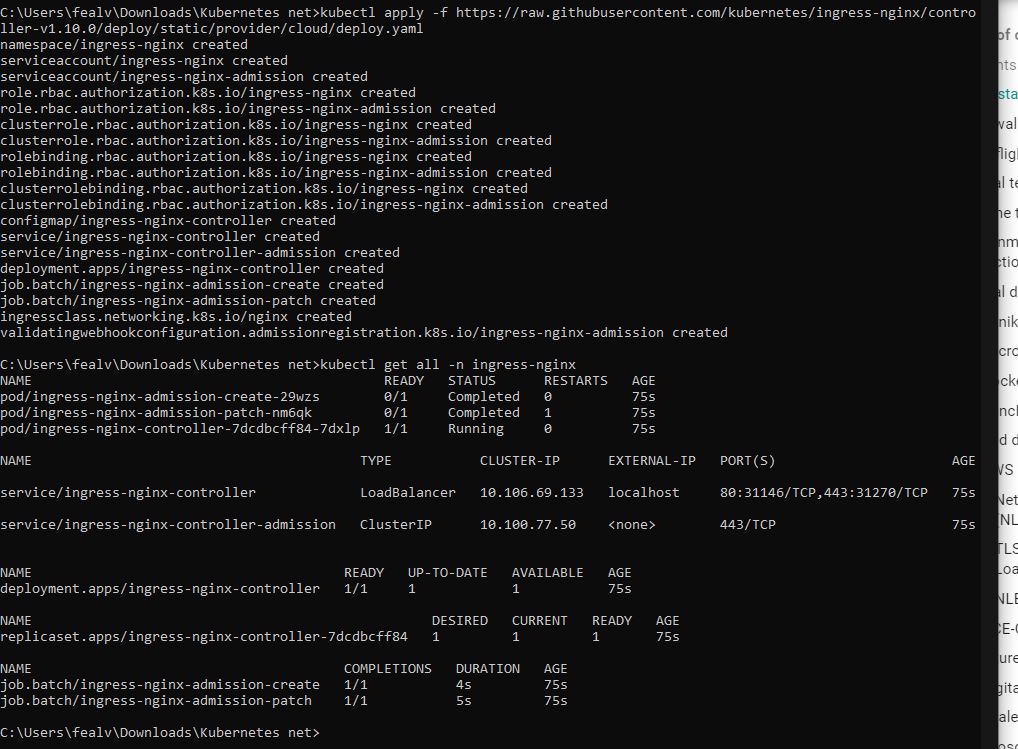 C:\Users\fealv\Downloads\Kubernetes net>kubectl apply -f https://raw.githubusercontent.com/kubernetes/ingress-nginx/contro
ller-v1.10.0/deploy/static/provider/cloud/deploy.yaml
namespace/ingress-nginx created
serviceaccount/ingress-nginx created
serviceaccount/ingress-nginx-admission created
role.rbac.authorization.k8s.io/ingress-nginx created
role.rbac.authorization.k8s.io/ingress-nginx-admission created
clusterrole.rbac.authorization.k8s.io/ingress-nginx created
clusterrole.rbac.authorization.k8s.io/ingress-nginx-admission created
rolebinding.rbac.authorization.k8s.io/ingress-nginx created
rolebinding.rbac.authorization.k8s.io/ingress-nginx-admission created
clusterrolebinding.rbac.authorization.k8s.io/ingress-nginx created
clusterrolebinding.rbac.authorization.k8s.io/ingress-nginx-admission created
configmap/ingress-nginx-controller created
service/ingress-nginx-controller created
service/ingress-nginx-controller-admission created
deployment.apps/ingress-nginx-controller created
job.batch/ingress-nginx-admission-create created
job.batch/ingress-nginx-admission-patch created
ingressclass.networking.k8s.io/nginx created
validatingwebhookconfiguration.admissionregistration.k8s.io/ingress-nginx-admission created
C:\Users\fealv\Downloads\Kubernetes net>kubectl get all -n ingress-nginx
NAME READY STATUS RESTARTS AGE
pod/ingress-nginx-admission-create-29wzs 0/1 Completed 0 75s
pod/ingress-nginx-admission-patch-nm6qk 0/1 Completed 1 75s
pod/ingress-nginx-controller-7dcdbcff84-7dxlp 1/1 Running 0 75s
NAME TYPE CLUSTER-IP EXTERNAL-IP PORT(S) AGE
service/ingress-nginx-controller LoadBalancer 10.106.69.133 localhost 80:31146/TCP,443:31270/TCP 75s
service/ingress-nginx-controller-admission ClusterIP 10.100.77.50 <none> 443/TCP 75s
NAME READY UP-TO-DATE AVAILABLE AGE
deployment.apps/ingress-nginx-controller 1/1 1 1 75s
NAME DESIRED CURRENT READY AGE
replicaset.apps/ingress-nginx-controller-7dcdbcff84 1 1 1 75s
NAME COMPLETIONS DURATION AGE
job.batch/ingress-nginx-admission-create 1/1 4s 75s
job.batch/ingress-nginx-admission-patch 1/1 5s 75s
C:\Users\fealv\Downloads\Kubernetes net>